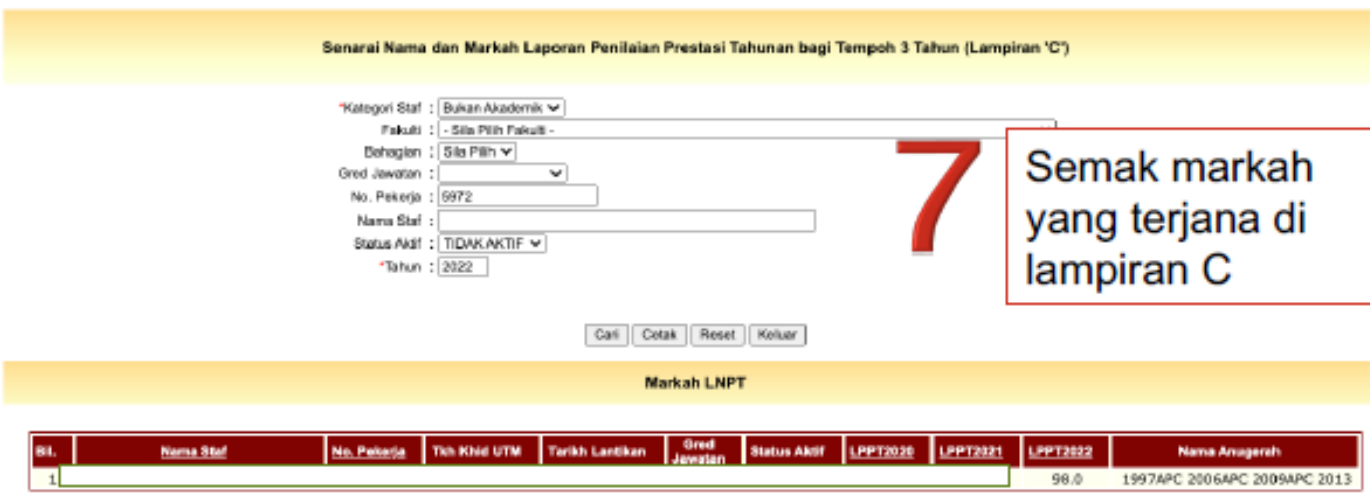 Senarai Nama dan Markah Laporan Penilaian Prestasi Tahunan bagi Tempoh 3 Tahun (Lampiran 'C')
*Kategori Staf : Bukan Akademik
Fakulti : - Sila Pilih Fakulti -
Bahagian : Sila Pilih
Gred Jawatan :
No. Pekerja : 5972
Nama Staf :
Status Aktif : TIDAK AKTIF
*Tahun : 2022
7
Semak markah
yang terjana di
lampiran C
Cari Cetak Reset Keluar
Markah LNPT
Bil. Nama Staf No. Pekerja Tkh Khid UTM Tarikh Lantikan Gred Jawatan Status Aktif LPPT2020 LPPT2021 LPPT2022 Nama Anugerah
1 98.0 1997APC 2006APC 2009APC 2013